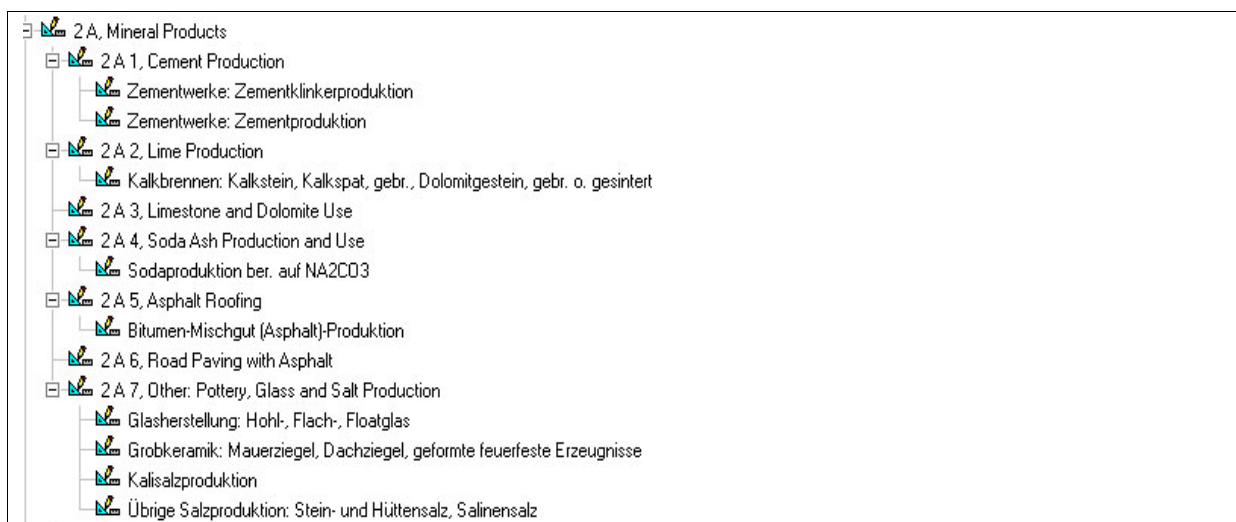 2 A, Mineral Products
2 A 1, Cement Production
Zementwerke: Zementklinkerproduktion
Zementwerke: Zementproduktion
2 A 2, Lime Production
Kalkbrennen: Kalkstein, Kalkspat, gebr., Dolomitgestein, gebr. o. gesintert
2 A 3, Limestone and Dolomite Use
2 A 4, Soda Ash Production and Use
Sodaproduktion ber. auf NA2CO3
2 A 5, Asphalt Roofing
Bitumen-Mischgut (Asphalt)-Produktion
2 A 6, Road Paving with Asphalt
2 A 7, Other: Pottery, Glass and Salt Production
Glasherstellung: Hohl-, Flach-, Floatglas
Grobkeramik: Mauerziegel, Dachziegel, geformte feuerfeste Erzeugnisse
Kalisalzproduktion
Übrige Salzproduktion: Stein- und Hüttensalz, Salinensalz